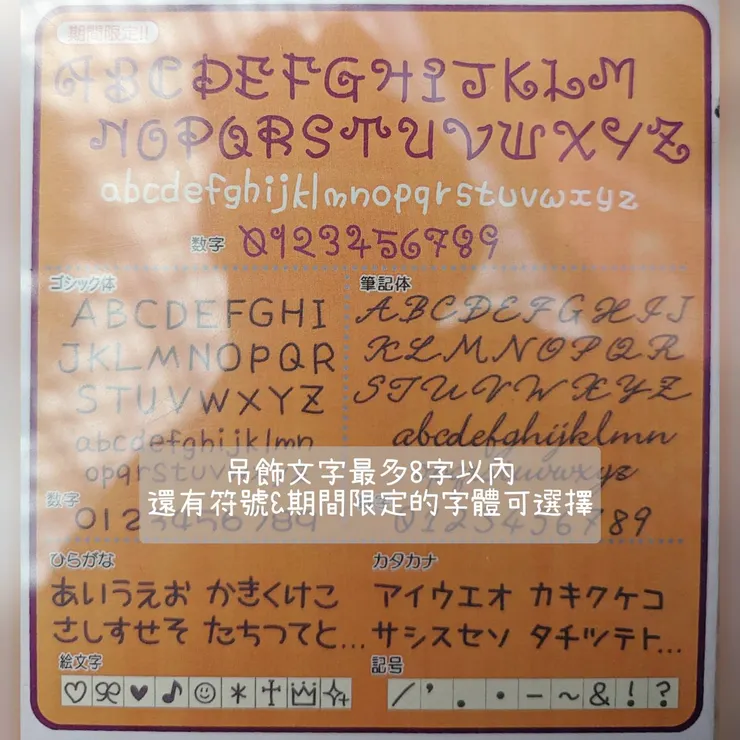 期間限定!!
ABCDEFGHIJKLM
NOPQRSTUVWXYZ
abcdefghijklmnopqrstuvwxyz
数字 0123456789
ゴシック体
ABCDEFGHI
JKLMNOPQR
STUVWXYZ
abcdefghijklmn
opqrstuvw
数字 0123456789
筆記体
ABCDEFGHIJ
KLMNOPQR
STUVWXYZ
abcdefghijklmn
opqrstuvwxyz
0123456789
吊飾文字最多8字以內
還有符號&期間限定的字體可選擇
ひらがな
あいうえお かきくけこ
さしすせそ たちつてと...
カタカナ
アイウエオ カキクケコ
サシスセソ タチツテト...
絵文字
♡ ♥ ♪ ☺ *
記号
/ ' . • − ~ & ! ?